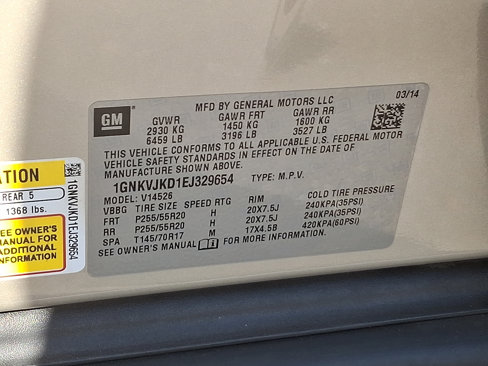 GM
03/14
MFD BY GENERAL MOTORS LLC
GVWR GAWR FRT GAWR RR
2930 KG 1450 KG 1600 KG
6459 LB 3196 LB 3527 LB
THIS VEHICLE CONFORMS TO ALL APPLICABLE U.S. FEDERAL MOTOR
VEHICLE SAFETY STANDARDS IN EFFECT ON THE DATE OF
MANUFACTURE SHOWN ABOVE.
1GNKVJKD1EJ329654 TYPE: M.P.V.
MODEL: V14526
VBBG TIRE SIZE SPEED RTG RIM COLD TIRE PRESSURE
FRT P255/55R20 H 20X7.5J 240KPA(35PSI)
RR P255/55R20 H 20X7.5J 240KPA(35PSI)
SPA T145/70R17 M 17X4.5B 420KPA(60PSI)
SEE OWNER'S MANUAL i FOR MORE INFORMATION.
ATION
REAR 5
1368 lbs.
EE OWNER'S
MANUAL FOR
ADDITIONAL
NFORMATION
1GNKVJKD1EJ329654